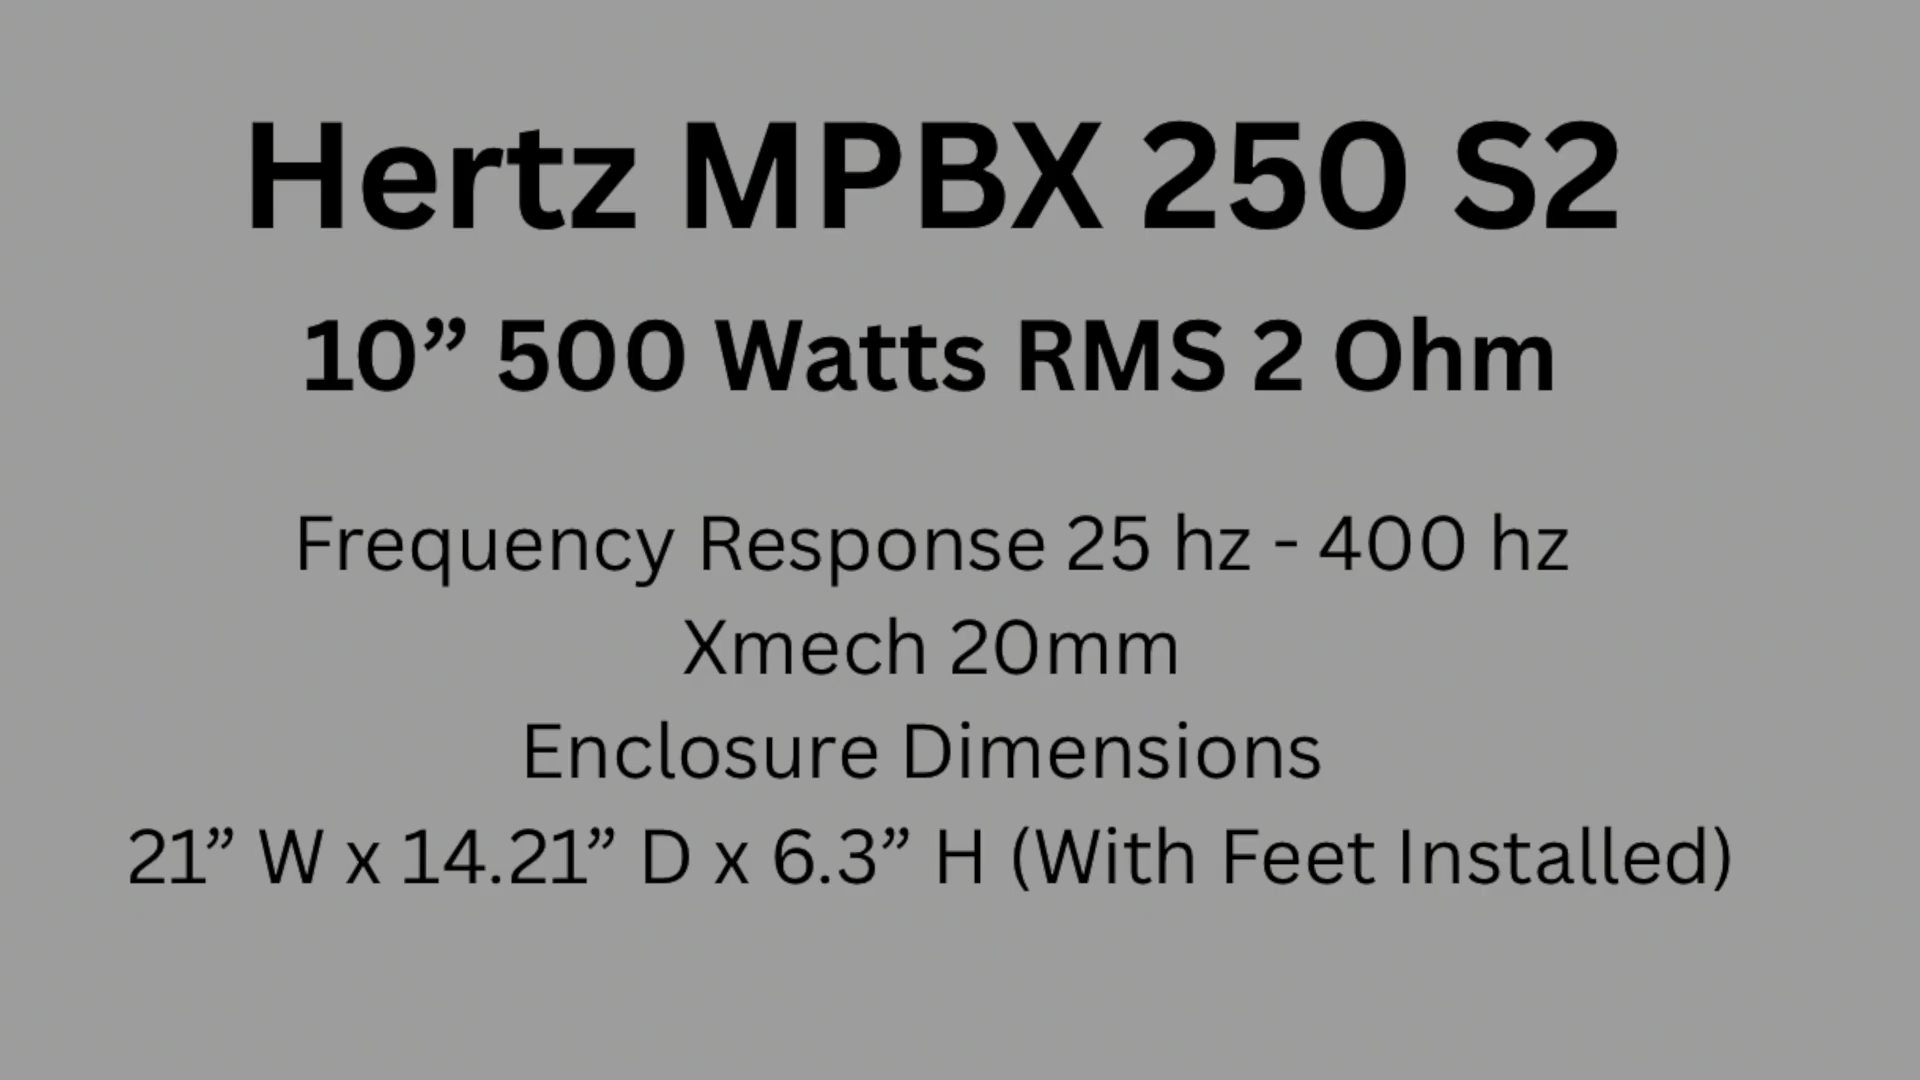 Hertz MPBX 250 S2
10” 500 Watts RMS 2 Ohm
Frequency Response 25 hz - 400 hz
Xmech 20mm
Enclosure Dimensions
21” W x 14.21” D x 6.3” H (With Feet Installed)